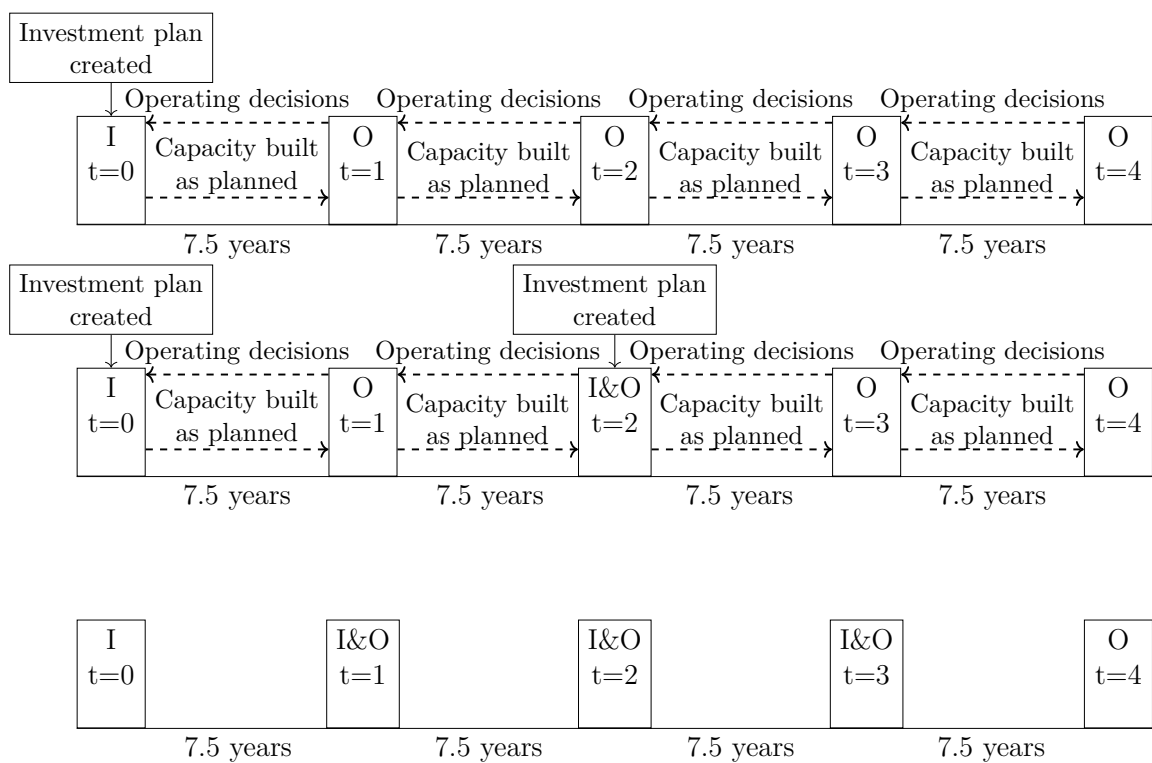 Investment plan
created
Operating decisions Operating decisions Operating decisions Operating decisions
I O O O O
Capacity built Capacity built Capacity built Capacity built
t=0 t=1 t=2 t=3 t=4
as planned as planned as planned as planned
7.5 years 7.5 years 7.5 years 7.5 years
Investment plan Investment plan
created created
Operating decisions Operating decisions Operating decisions Operating decisions
I O I&O O O
Capacity built Capacity built Capacity built Capacity built
t=0 t=1 t=2 t=3 t=4
as planned as planned as planned as planned
7.5 years 7.5 years 7.5 years 7.5 years
I I&O I&O I&O O
t=0 t=1 t=2 t=3 t=4
7.5 years 7.5 years 7.5 years 7.5 years